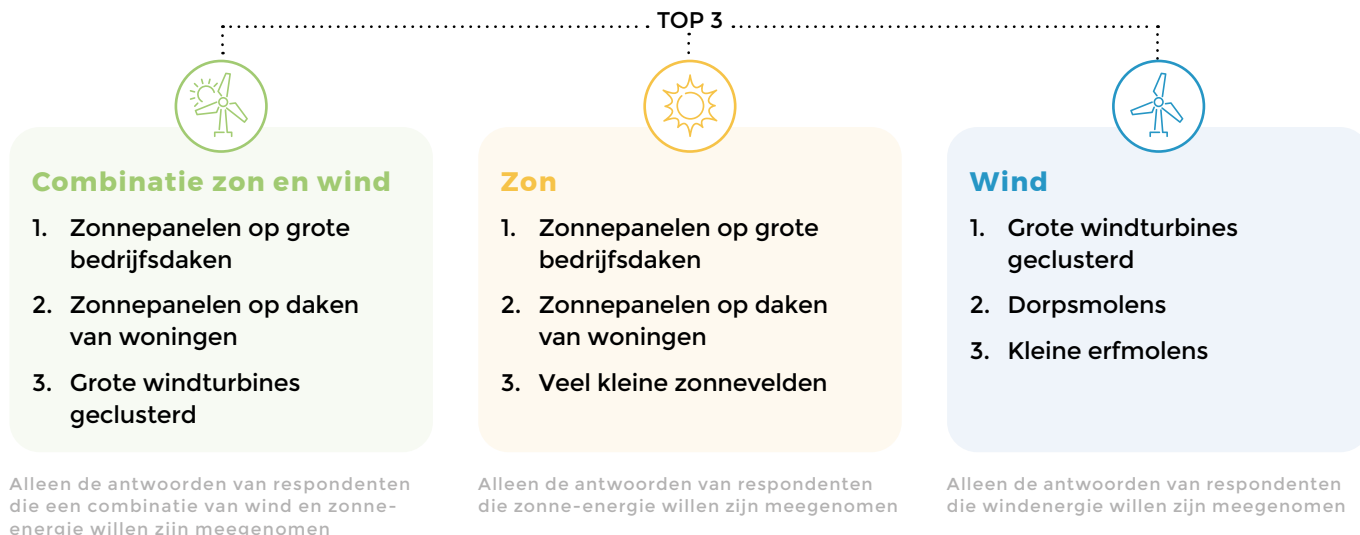 TOP 3
Combinatie zon en wind
1. Zonnepanelen op grote
bedrijfsdaken
2. Zonnepanelen op daken
van woningen
3. Grote windturbines
geclusterd
Alleen de antwoorden van respondenten
die een combinatie van wind en zonne-
energie willen zijn meegenomen
Zon
1. Zonnepanelen op grote
bedrijfsdaken
2. Zonnepanelen op daken
van woningen
3. Veel kleine zonnevelden
Alleen de antwoorden van respondenten
die zonne-energie willen zijn meegenomen
Wind
1. Grote windturbines
geclusterd
2. Dorpsmolens
3. Kleine erfmolens
Alleen de antwoorden van respondenten
die windenergie willen zijn meegenomen